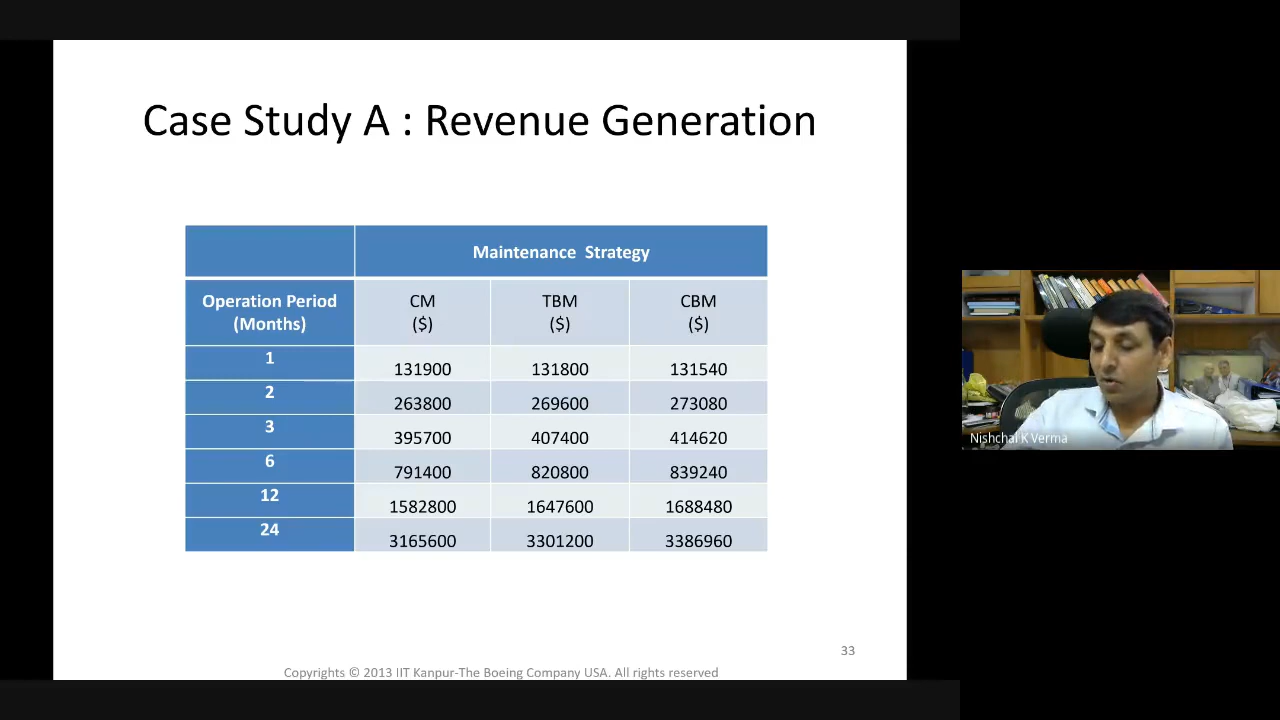 Case Study A : Revenue Generation
Maintenance Strategy
Operation Period (Months) CM ($) TBM ($) CBM ($)
1 131900 131800 131540
2 263800 269600 273080
3 395700 407400 414620
6 791400 820800 839240
12 1582800 1647600 1688480
24 3165600 3301200 3386960
33
Copyrights © 2013 IIT Kanpur-The Boeing Company USA. All rights reserved
Nishchal K Verma